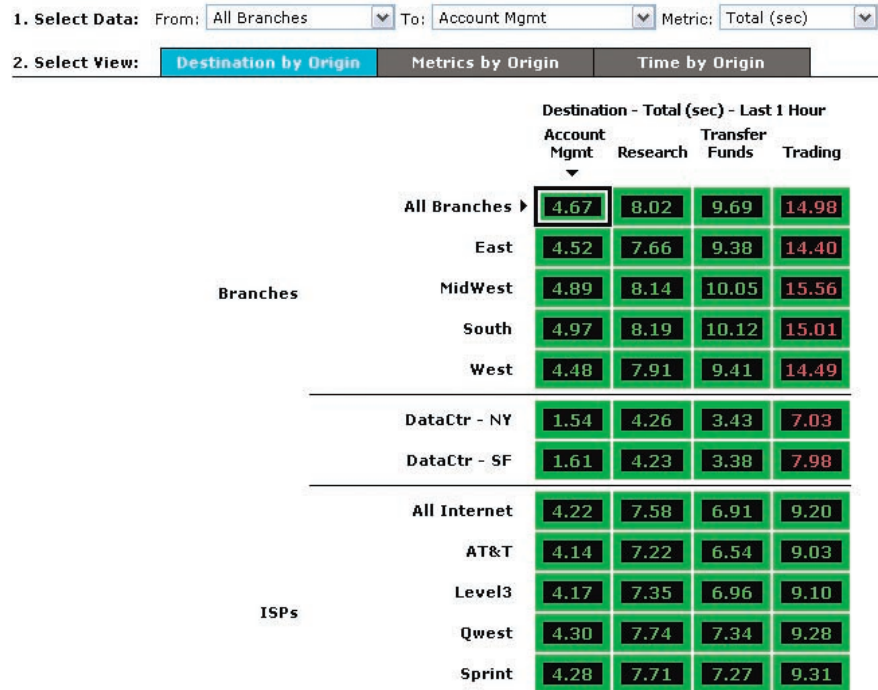 1. Select Data: From: All Branches To: Account Mgmt Metric: Total (sec)
2. Select View: Destination by Origin Metrics by Origin Time by Origin
Destination - Total (sec) - Last 1 Hour
Account Mgmt Research Transfer Funds Trading
All Branches 4.67 8.02 9.69 14.98
East 4.52 7.66 9.38 14.40
Branches MidWest 4.89 8.14 10.05 15.56
South 4.97 8.19 10.12 15.01
West 4.48 7.91 9.41 14.49
DataCtr - NY 1.54 4.26 3.43 7.03
DataCtr - SF 1.61 4.23 3.38 7.98
All Internet 4.22 7.58 6.91 9.20
AT&T 4.14 7.22 6.54 9.03
Level3 4.17 7.35 6.96 9.10
ISPs
Qwest 4.30 7.74 7.34 9.28
Sprint 4.28 7.71 7.27 9.31